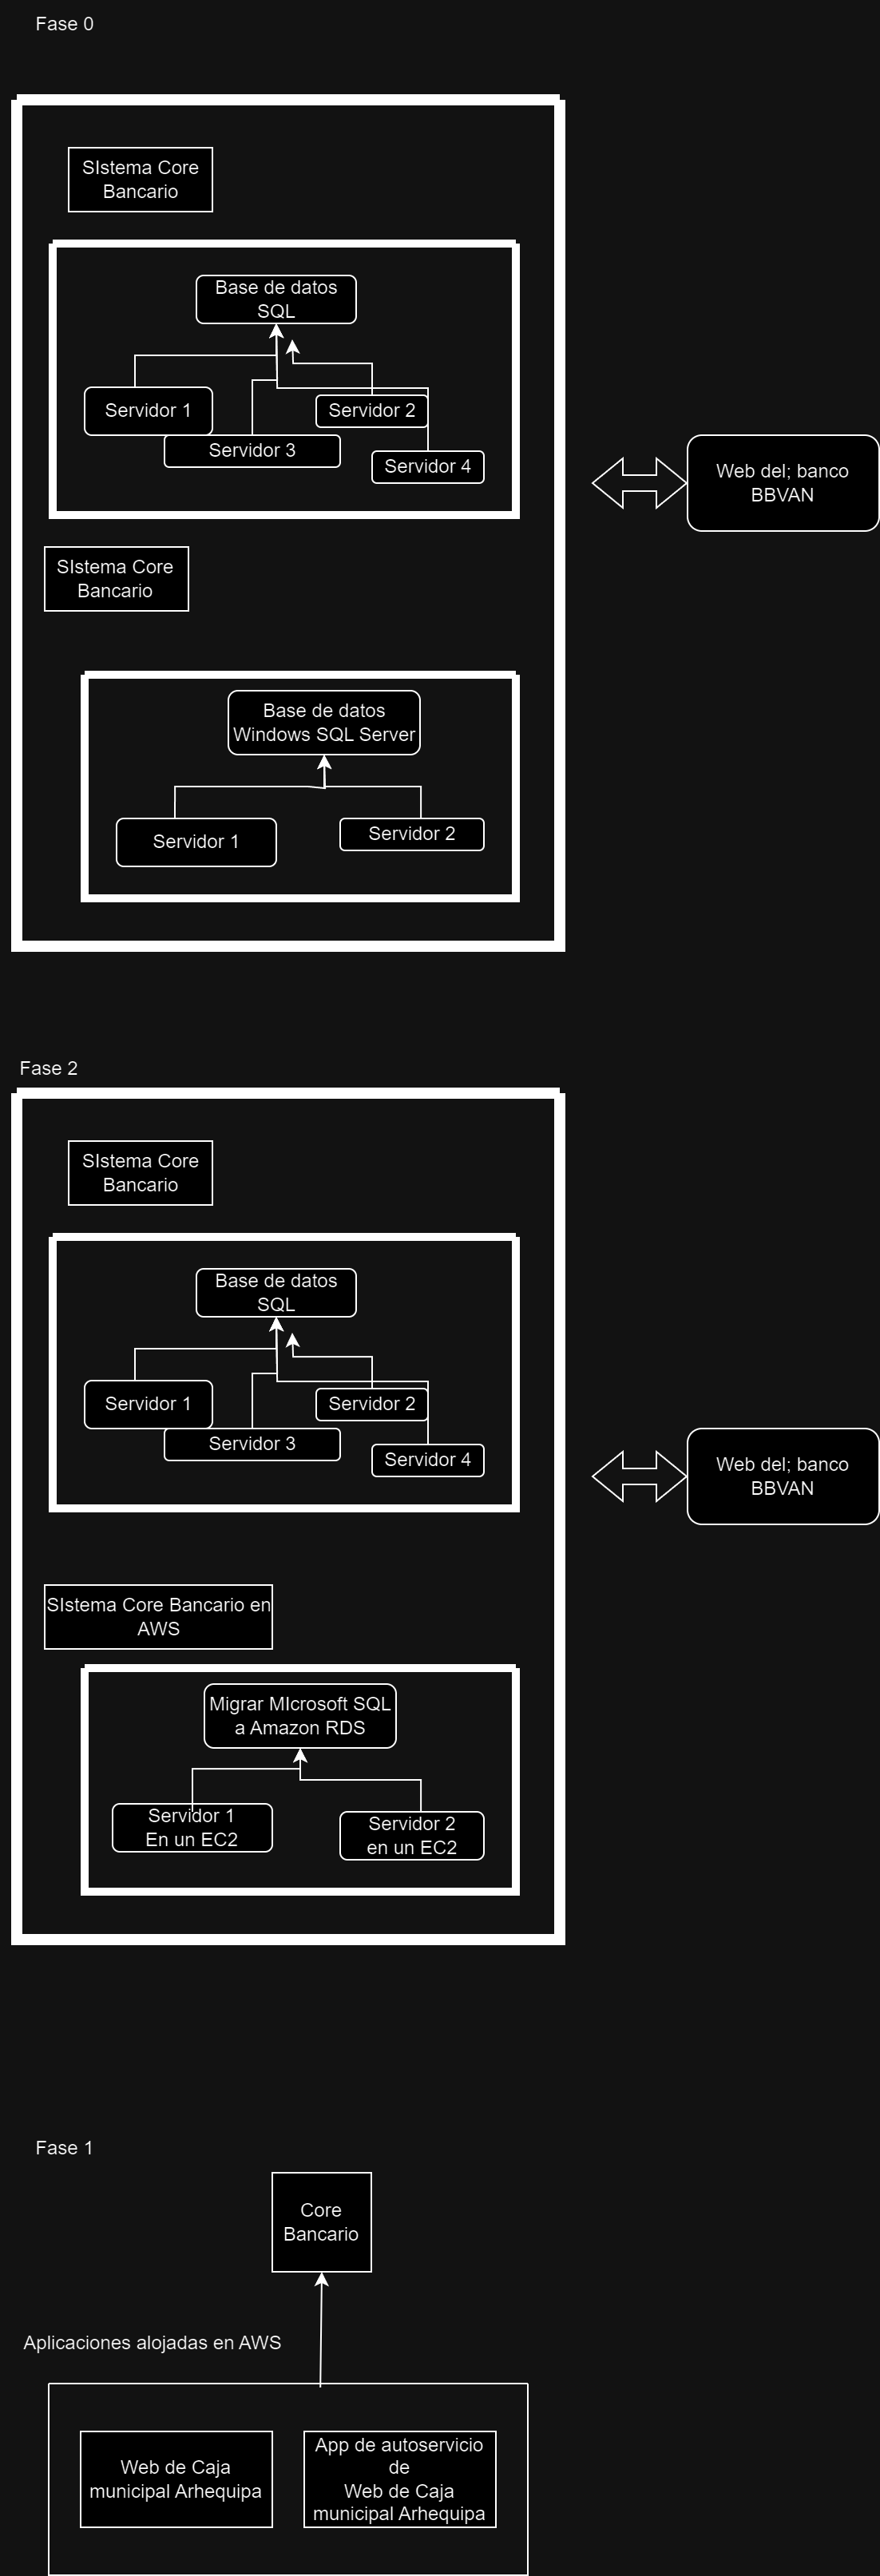 Fase 0
SIstema Core
Bancario
Base de datos
SQL
Servidor 1
Servidor 2
Servidor 3
Servidor 4
Web del; banco
BBVAN
SIstema Core
Bancario
Base de datos
Windows SQL Server
Servidor 1
Servidor 2
Fase 2
SIstema Core
Bancario
Base de datos
SQL
Servidor 1
Servidor 2
Servidor 3
Servidor 4
Web del; banco
BBVAN
SIstema Core Bancario en
AWS
Migrar MIcrosoft SQL
a Amazon RDS
Servidor 1
En un EC2
Servidor 2
en un EC2
Fase 1
Core
Bancario
Aplicaciones alojadas en AWS
Web de Caja
municipal Arhequipa
App de autoservicio
de
Web de Caja
municipal Arhequipa